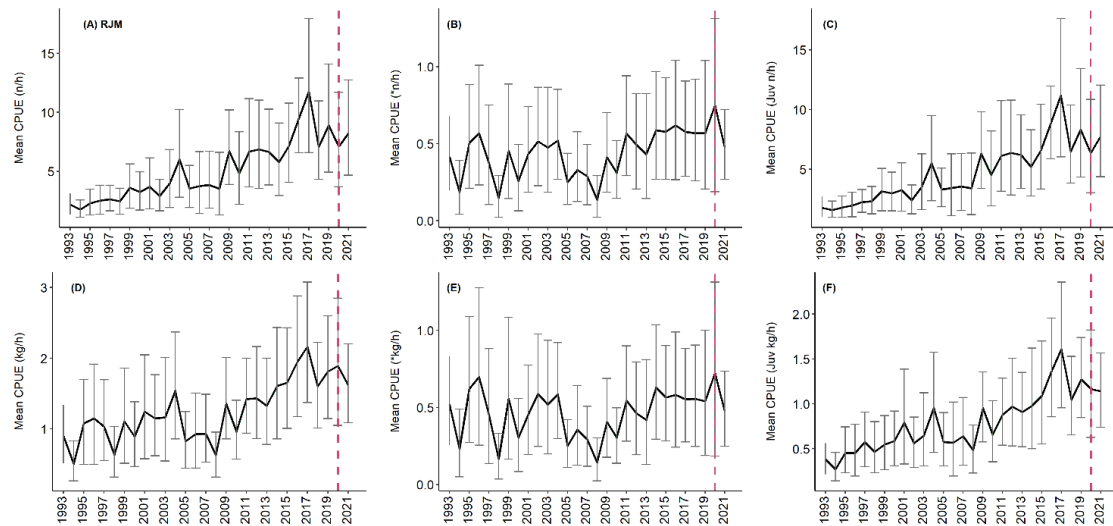 (A) RJM
Mean CPUE (n/h)
15
10
5
1993 1995 1997 1999 2001 2003 2005 2007 2009 2011 2013 2015 2017 2019 2021
(B)
Mean CPUE (*n/h)
1.0
0.5
0.0
1993 1995 1997 1999 2001 2003 2005 2007 2009 2011 2013 2015 2017 2019 2021
(C)
Mean CPUE (Juv n/h)
15
10
5
1993 1995 1997 1999 2001 2003 2005 2007 2009 2011 2013 2015 2017 2019 2021
(D)
Mean CPUE (kg/h)
3
2
1
1993 1995 1997 1999 2001 2003 2005 2007 2009 2011 2013 2015 2017 2019 2021
(E)
Mean CPUE (*kg/h)
1.0
0.5
0.0
1993 1995 1997 1999 2001 2003 2005 2007 2009 2011 2013 2015 2017 2019 2021
(F)
Mean CPUE (Juv kg/h)
2.0
1.5
1.0
0.5
1993 1995 1997 1999 2001 2003 2005 2007 2009 2011 2013 2015 2017 2019 2021